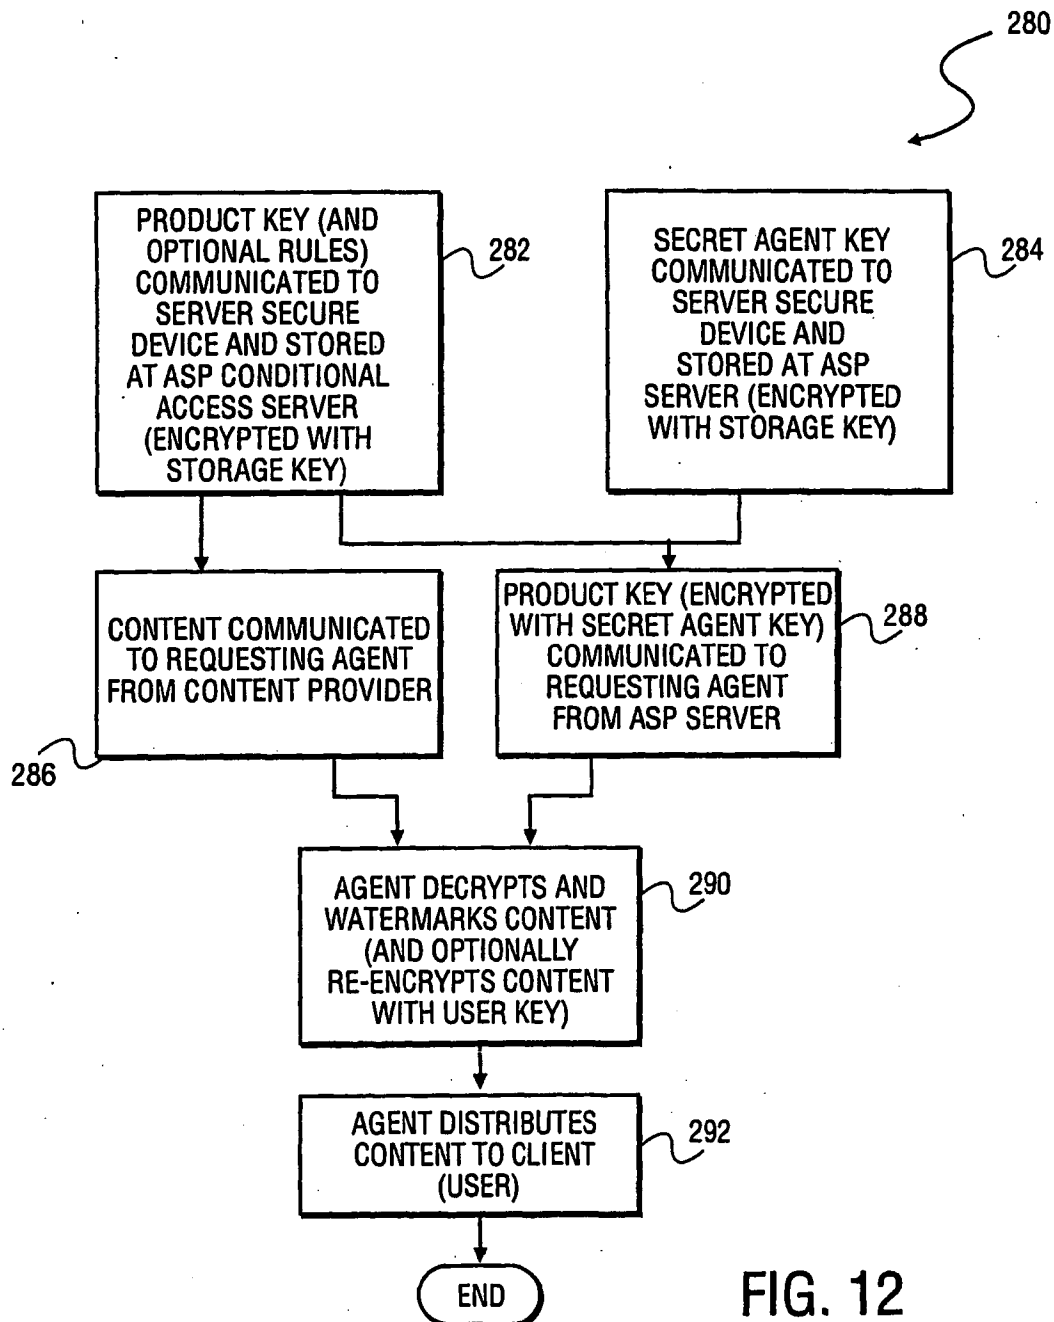 280
PRODUCT KEY (AND
OPTIONAL RULES)
COMMUNICATED TO
SERVER SECURE
DEVICE AND STORED
AT ASP CONDITIONAL
ACCESS SERVER
(ENCRYPTED WITH
STORAGE KEY)
282
SECRET AGENT KEY
COMMUNICATED TO
SERVER SECURE
DEVICE AND
STORED AT ASP
SERVER (ENCRYPTED
WITH STORAGE KEY)
284
CONTENT COMMUNICATED
TO REQUESTING AGENT
FROM CONTENT PROVIDER
286
PRODUCT KEY (ENCRYPTED
WITH SECRET AGENT KEY)
COMMUNICATED TO
REQUESTING AGENT
FROM ASP SERVER
288
AGENT DECRYPTS AND
WATERMARKS CONTENT
(AND OPTIONALLY
RE-ENCRYPTS CONTENT
WITH USER KEY)
290
AGENT DISTRIBUTES
CONTENT TO CLIENT
(USER)
292
END
FIG. 12